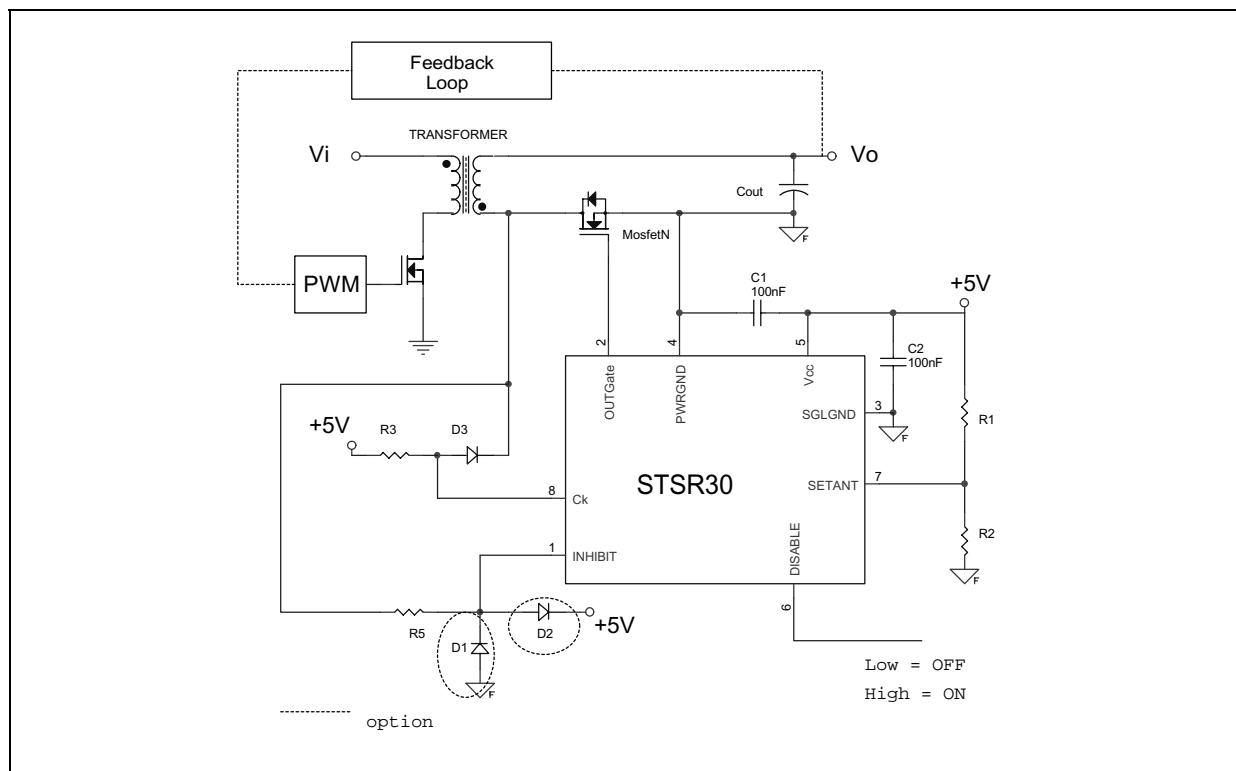 Feedback
Loop
TRANSFORMER
Vi
Vo
Cout
MosfetN
PWM
C1
100nF
+5V
2
4
5
C2
100nF
OUTGate
PWRGND
Vcc
SGLGND
3
R1
+5V
R3
D3
STSR30
SETANT
7
8
Ck
R2
DISABLE
1
INHIBIT
6
R5
D2
+5V
D1
Low = OFF
High = ON
option
F
F
F
F